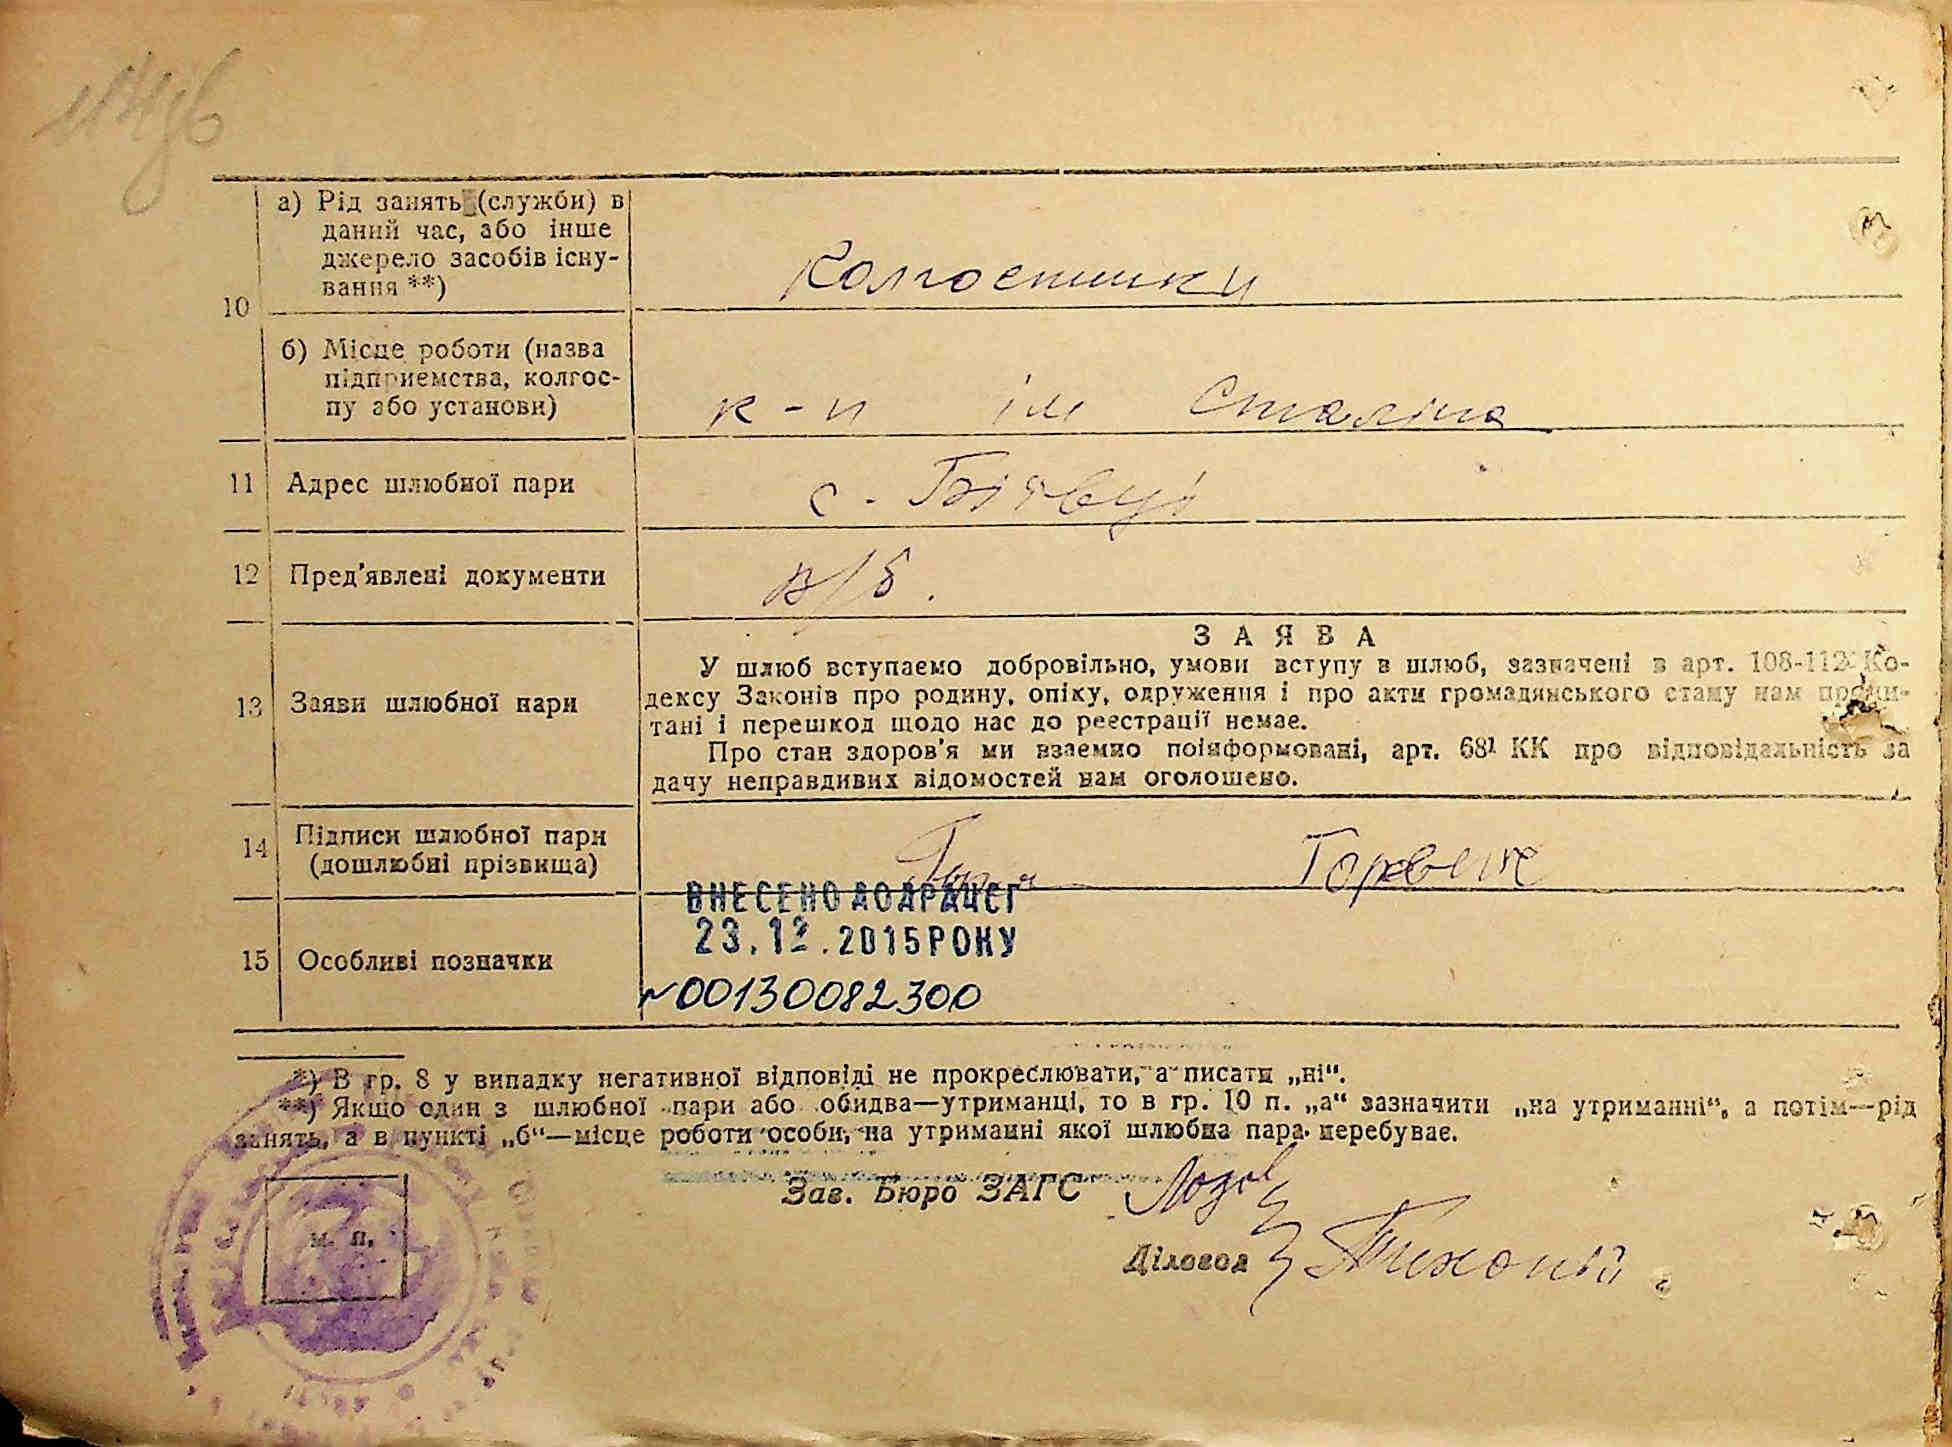 10
а) Рід занять (служби) в
даний час, або інше
джерело засобів існу-
вання **)
Колгоспники
б) Місце роботи (назва
підприємства, колгос-
пу або установи)
к-п ім Сталіна
11 Адрес шлюбної пари
с.
12 Пред'явлені документи
в/б.
13 Заяви шлюбної пари
ЗАЯВА
У шлюб вступаємо добровільно, умови вступу в шлюб, зазначені в арт. 108-112 Ко-
дексу Законів про родину, опіку, одруження і про акти громадянського стану нам прочи-
тані і перешкод щодо нас до реєстрації немає.
Про стан здоров'я ми взаємно поінформовані, арт. 68¹ КК про відповідальність за
дачу неправдивих відомостей нам оголошено.
14 Підписи шлюбної пари
(дошлюбні прізвища)
15 Особливі позначки
ВНЕСЕНО ДО ДРАЦСГ
23.12.2015 РОКУ
~00130082300
*) В гр. 8 у випадку негативної відповіді не прокреслювати, а писати „ні“.
**) Якщо один з шлюбної пари або обидва—утриманці, то в гр. 10 п. „а“ зазначити „на утриманні“, а потім—рід
занять, а в пункті „б“—місце роботи особи, на утриманні якої шлюбна пара перебуває.
м. п.
Зав. Бюро ЗАГС
Діловод